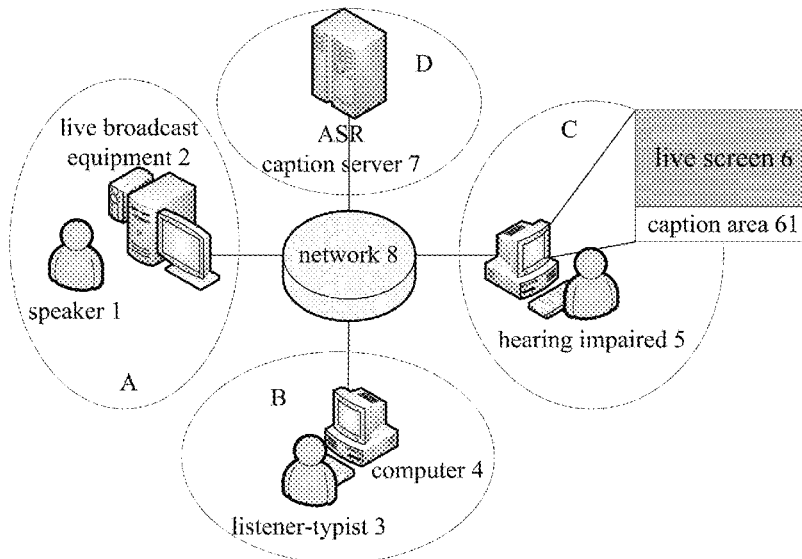 D
ASR
caption server 7
live broadcast
equipment 2
speaker 1
A
network 8
C
live screen 6
caption area 61
hearing impaired 5
B
computer 4
listener-typist 3